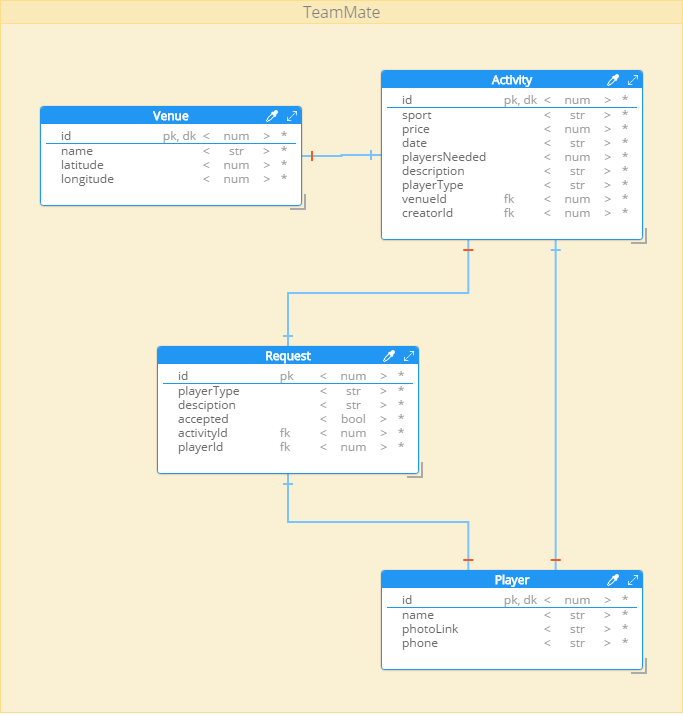 TeamMate
Venue
id pk, dk < num > *
name < str > *
latitude < num > *
longitude < num > *
Activity
id pk, dk < num > *
sport < str > *
price < num > *
date < str > *
playersNeeded < num > *
description < str > *
playerType < str > *
venueId fk < num > *
creatorId fk < num > *
Request
id pk < num > *
playerType < str > *
desciption < str > *
accepted < bool > *
activityId fk < num > *
playerId fk < num > *
Player
id pk, dk < num > *
name < str > *
photoLink < str > *
phone < str > *